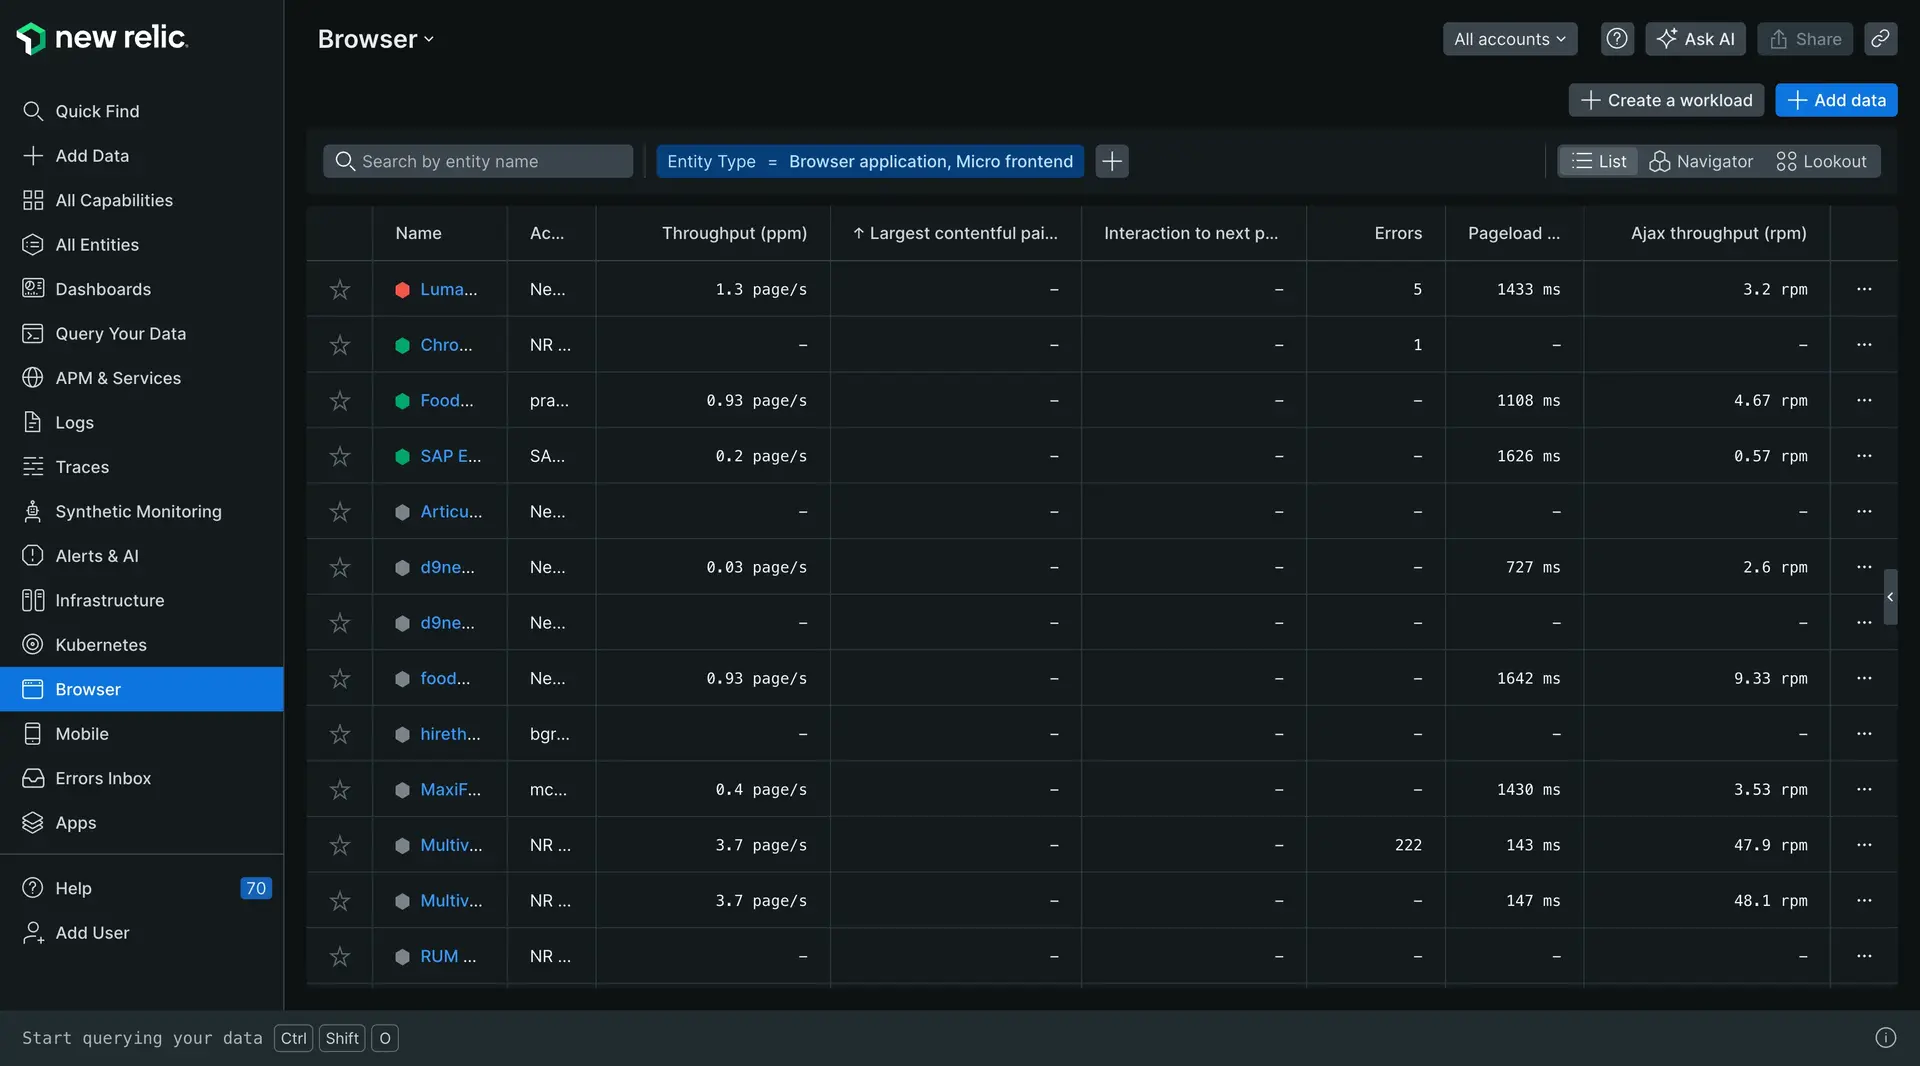 new relic.
Quick Find
Add Data
All Capabilities
All Entities
Dashboards
Query Your Data
APM & Services
Logs
Traces
Synthetic Monitoring
Alerts & AI
Infrastructure
Kubernetes
Browser
Mobile
Errors Inbox
Apps
Help 70
Add User
Browser
All accounts
Ask AI
Share
Create a workload
Add data
Search by entity name
Entity Type = Browser application, Micro frontend
List
Navigator
Lookout
Name Ac... Throughput (ppm) ↑ Largest contentful pai... Interaction to next p... Errors Pageload ... Ajax throughput (rpm)
Luma... Ne... 1.3 page/s – – 5 1433 ms 3.2 rpm ...
Chro... NR ... – – – 1 – – ...
Food... pra... 0.93 page/s – – – 1108 ms 4.67 rpm ...
SAP E... SA... 0.2 page/s – – – 1626 ms 0.57 rpm ...
Articu... Ne... – – – – – – ...
d9ne... Ne... 0.03 page/s – – – 727 ms 2.6 rpm ...
d9ne... Ne... – – – – – – ...
food... Ne... 0.93 page/s – – – 1642 ms 9.33 rpm ...
hireth... bgr... – – – – – – ...
MaxiF... mc... 0.4 page/s – – – 1430 ms 3.53 rpm ...
Multiv... NR ... 3.7 page/s – – 222 143 ms 47.9 rpm ...
Multiv... NR ... 3.7 page/s – – – 147 ms 48.1 rpm ...
RUM ... NR ... – – – – – – ...
Start querying your data Ctrl Shift O